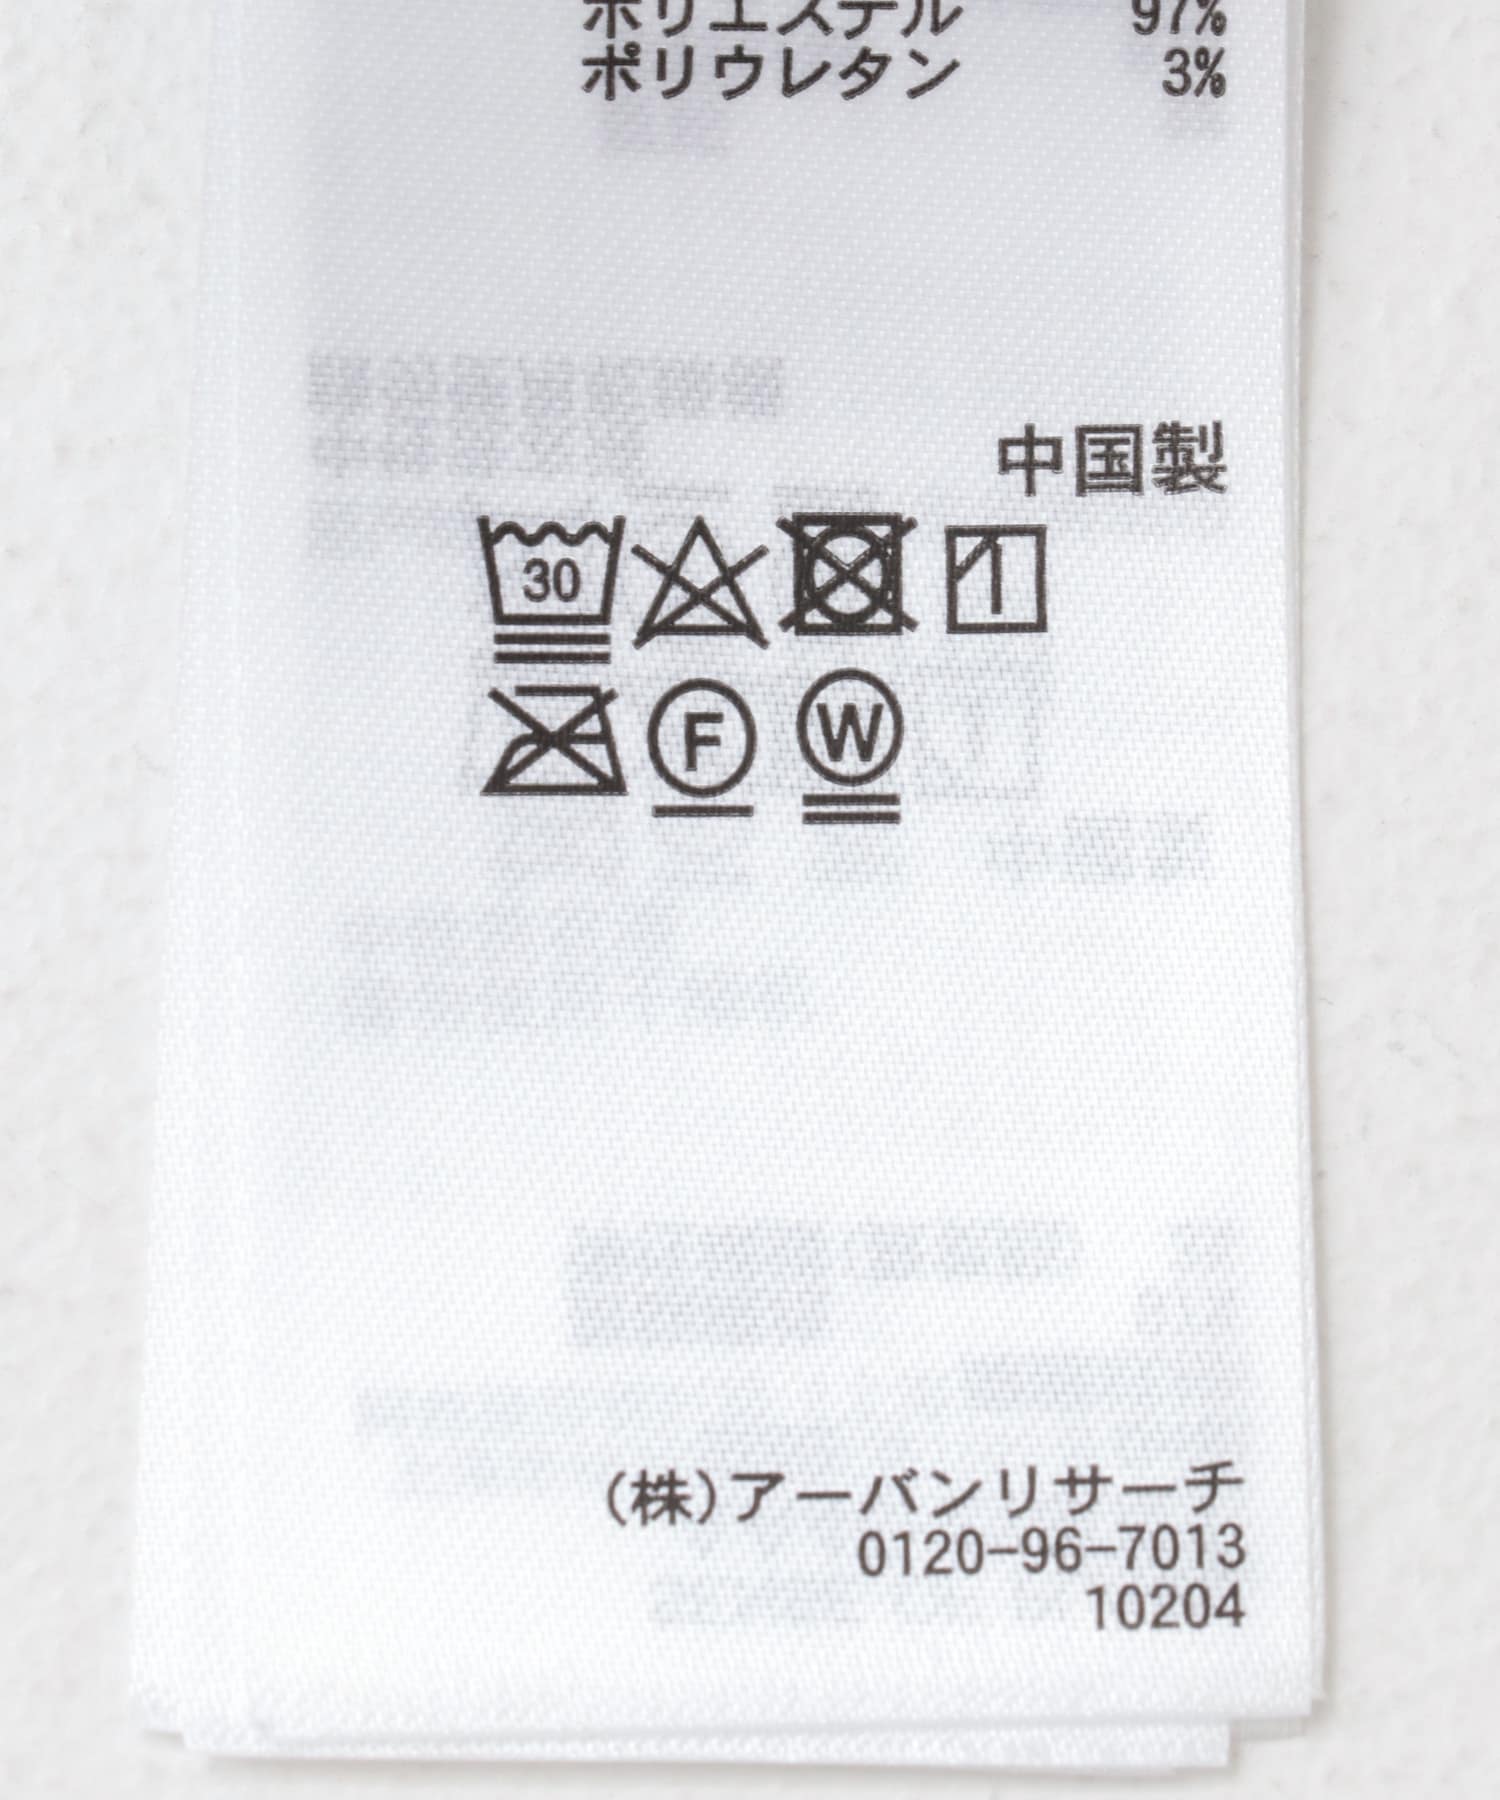 ポリエステル 97%
ポリウレタン 3%
中国製
30
F W
(株)アーバンリサーチ
0120-96-7013
10204